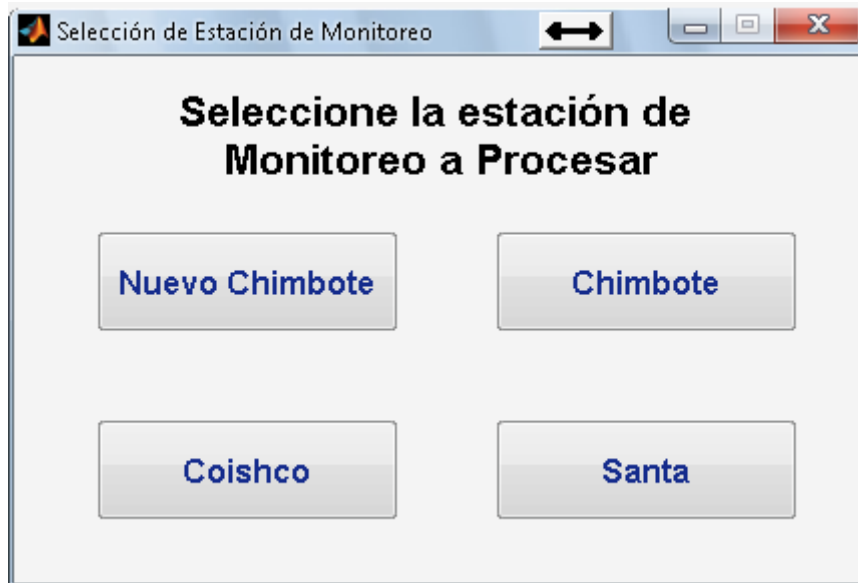 Selección de Estación de Monitoreo
Seleccione la estación de
Monitoreo a Procesar
Nuevo Chimbote
Chimbote
Coishco
Santa